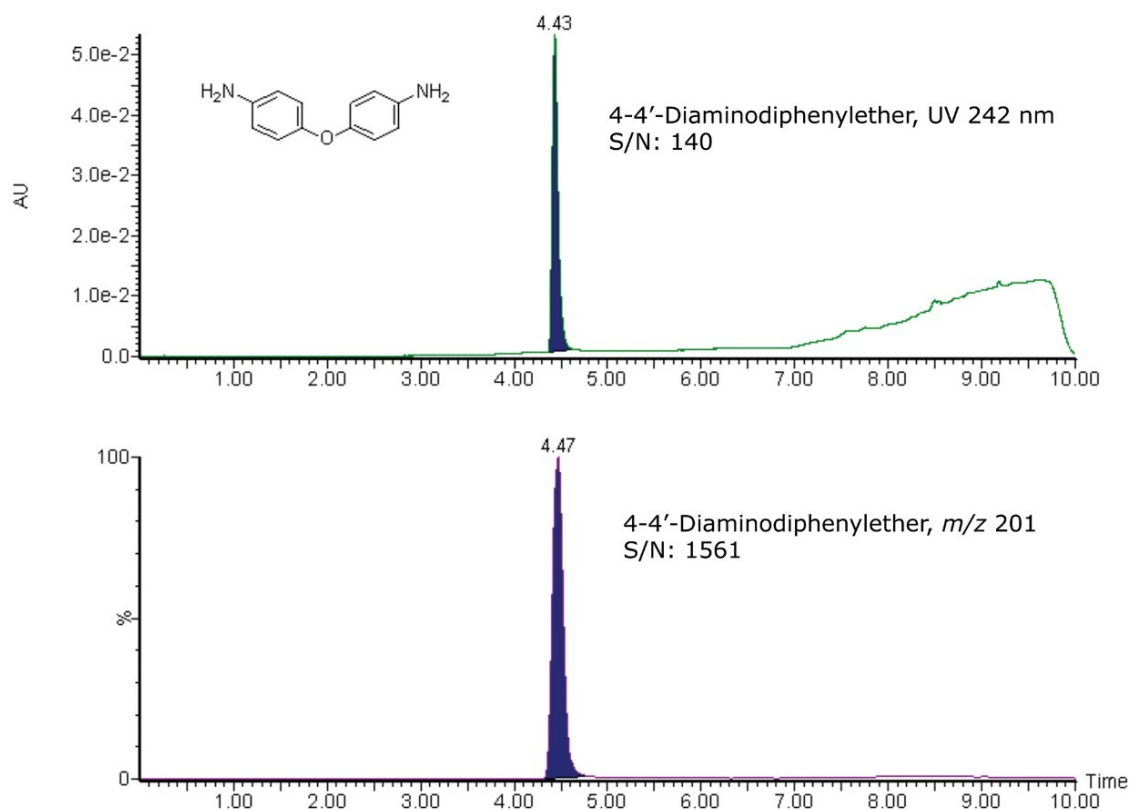 4.43
5.0e-2
4.0e-2
3.0e-2
2.0e-2
1.0e-2
0.0
AU
H₂N
NH₂
O
4-4′-Diaminodiphenylether, UV 242 nm
S/N: 140
1.00 2.00 3.00 4.00 5.00 6.00 7.00 8.00 9.00 10.00
4.47
100
%
0
4-4′-Diaminodiphenylether, m/z 201
S/N: 1561
1.00 2.00 3.00 4.00 5.00 6.00 7.00 8.00 9.00 10.00
Time